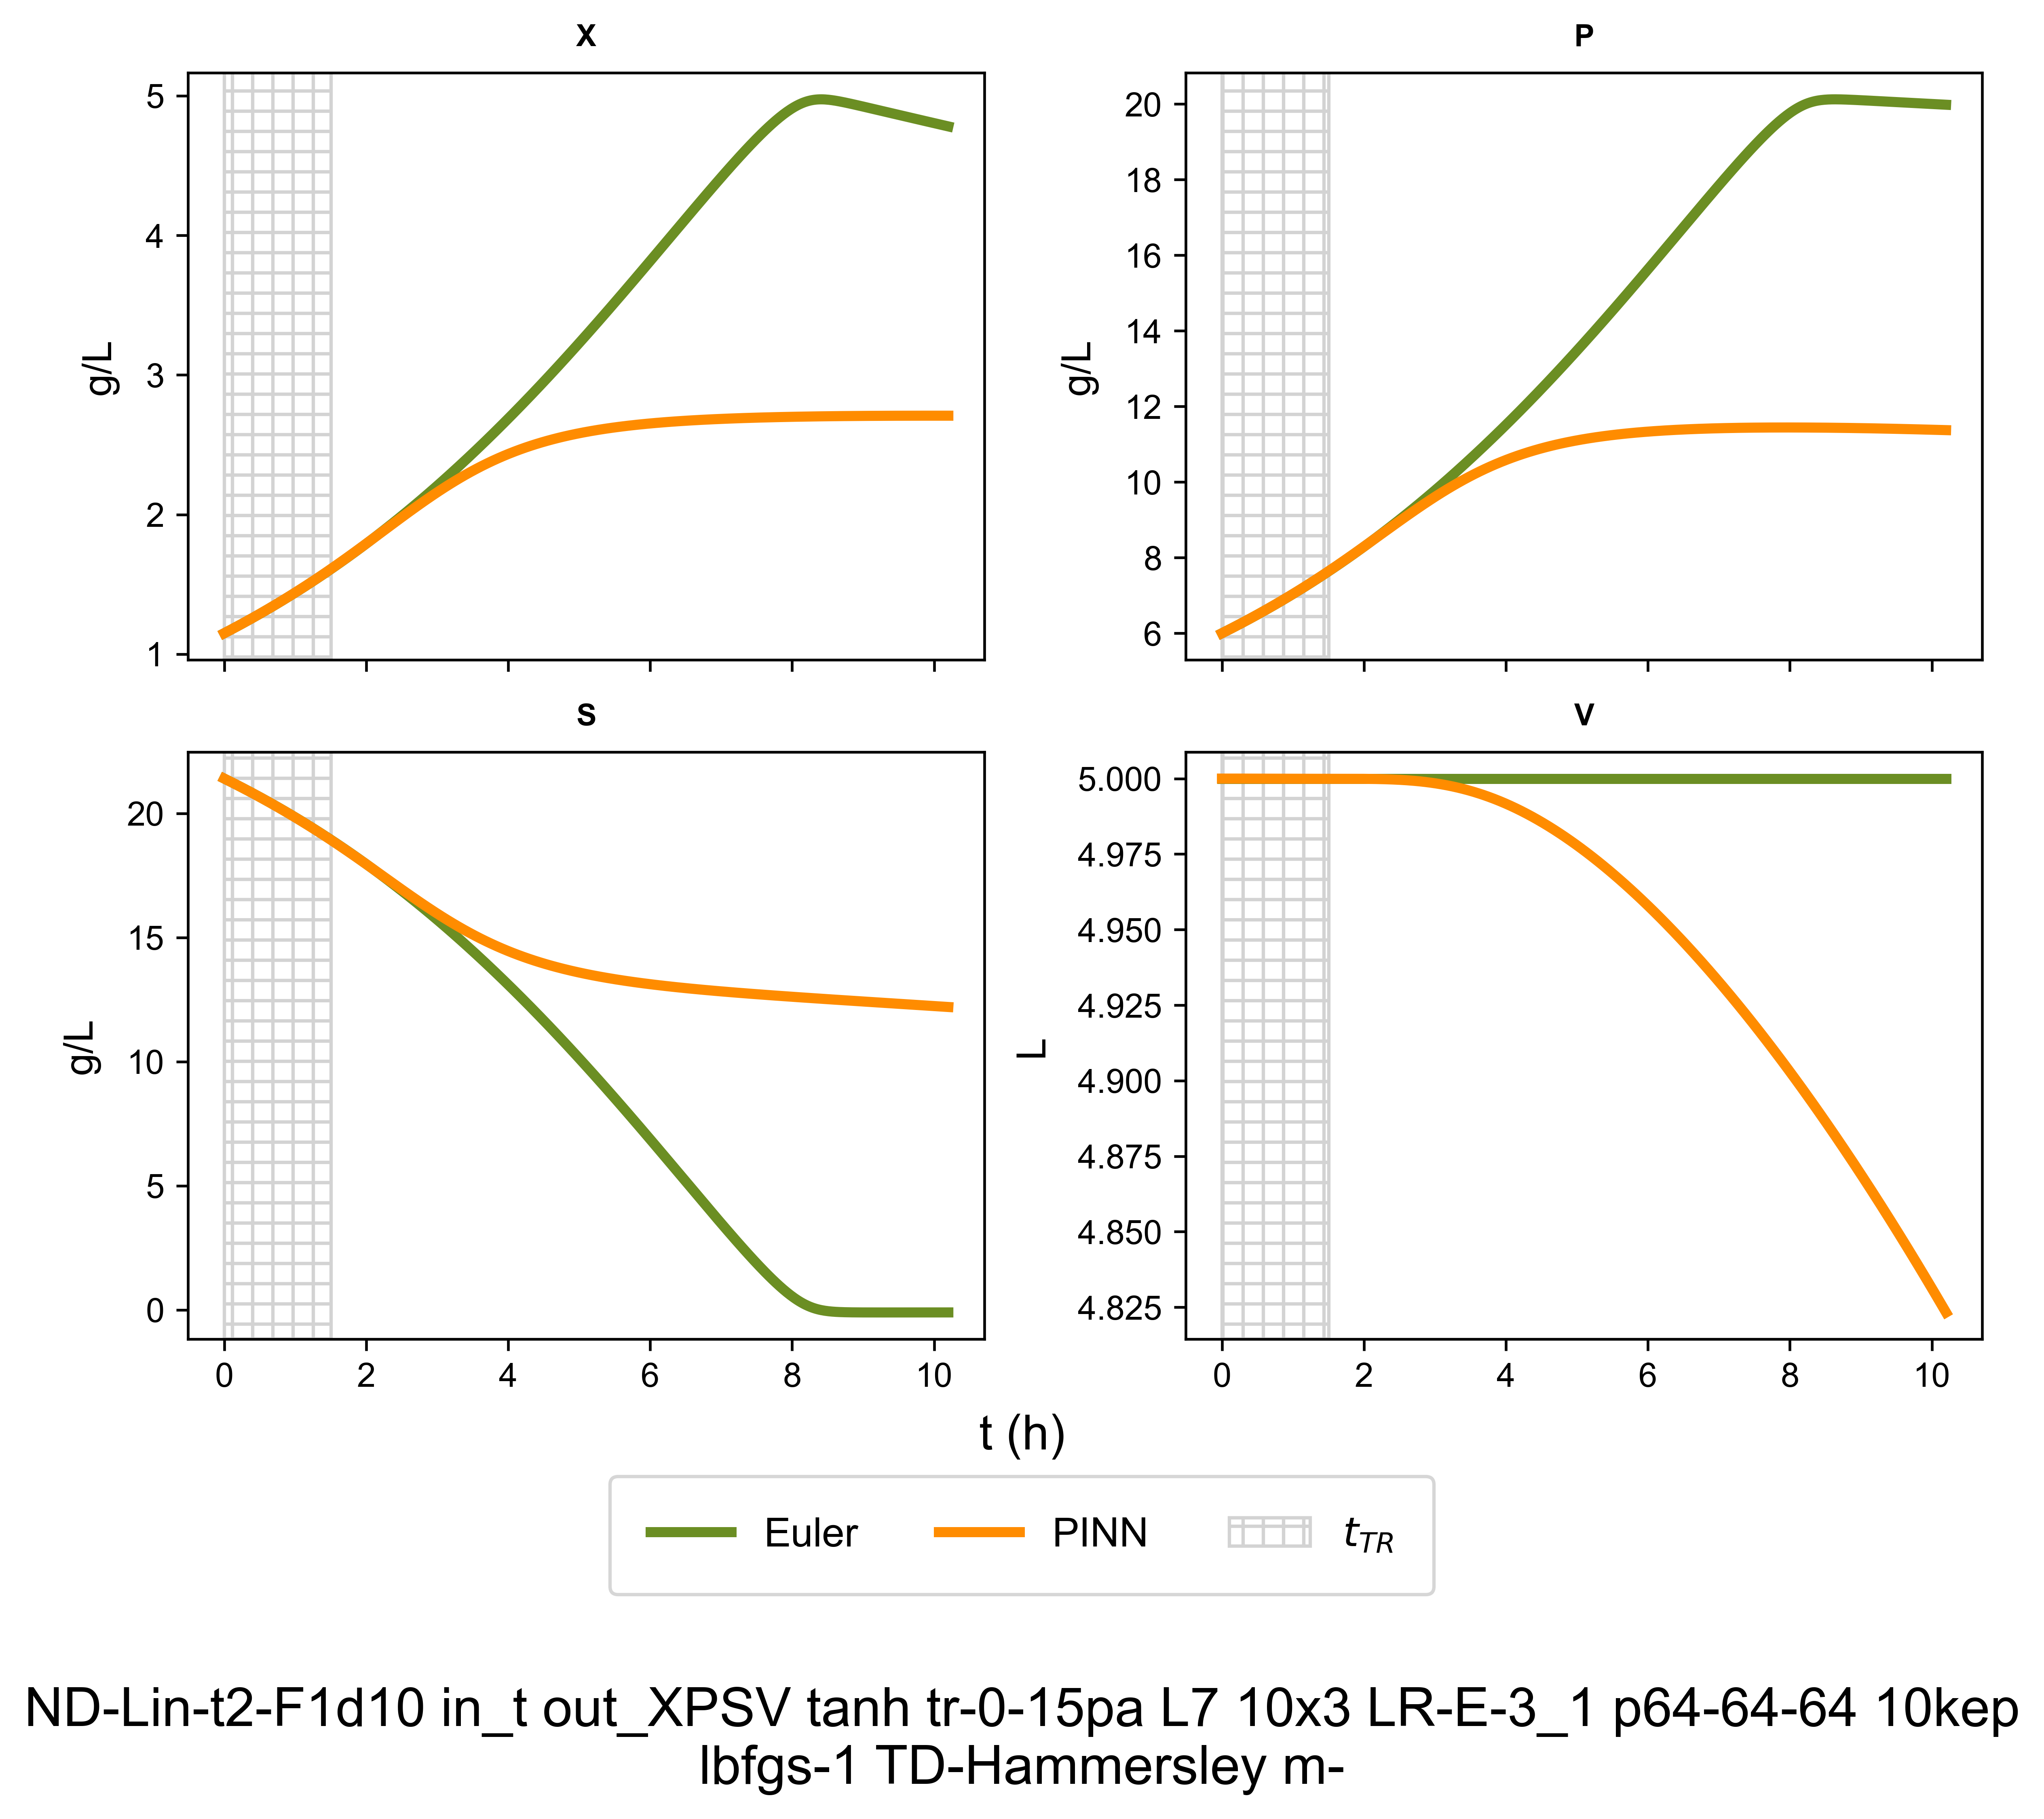 X
5
4
3
2
1
g/L
P
20
18
16
14
12
10
8
6
g/L
S
20
15
10
5
0
g/L
0 2 4 6 8 10
V
5.000
4.975
4.950
4.925
4.900
4.875
4.850
4.825
L
0 2 4 6 8 10
t (h)
Euler PINN t_TR
ND-Lin-t2-F1d10 in_t out_XPSV tanh tr-0-15pa L7 10x3 LR-E-3_1 p64-64-64 10kep
lbfgs-1 TD-Hammersley m-